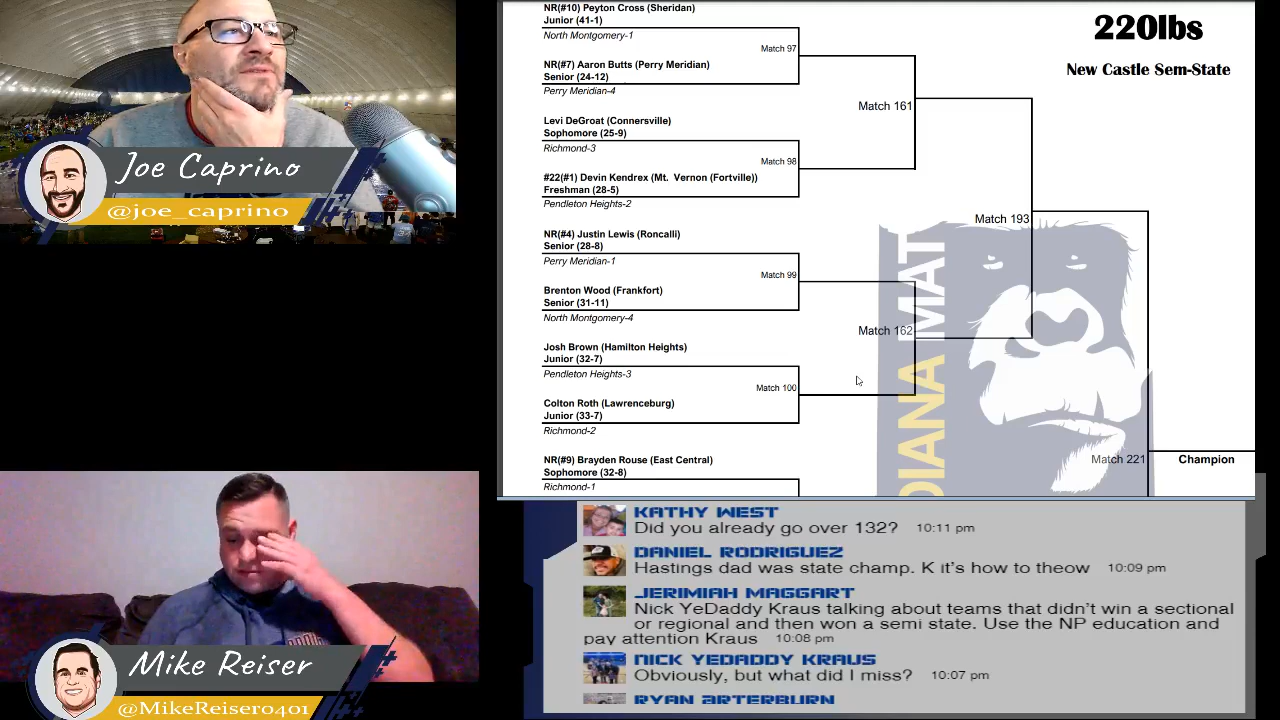 NR(#10) Peyton Cross (Sheridan)
Junior (41-1)
North Montgomery-1
Match 97
NR(#7) Aaron Butts (Perry Meridian)
Senior (24-12)
Perry Meridian-4
Match 161
Levi DeGroat (Connersville)
Sophomore (25-9)
Richmond-3
Match 98
#22(#1) Devin Kendrex (Mt. Vernon (Fortville))
Freshman (28-5)
Pendleton Heights-2
Match 193
NR(#4) Justin Lewis (Roncalli)
Senior (28-8)
Perry Meridian-1
Match 99
Brenton Wood (Frankfort)
Senior (31-11)
North Montgomery-4
Match 162
Josh Brown (Hamilton Heights)
Junior (32-7)
Pendleton Heights-3
Match 100
Colton Roth (Lawrenceburg)
Junior (33-7)
Richmond-2
NR(#9) Brayden Rouse (East Central)
Sophomore (32-8)
Richmond-1
Match 221
Champion
220lbs
New Castle Sem-State
DIANA MAT
Joe Caprino
@joe_caprino
Mike Reiser
@MikeReiser0401
KATHY WEST
Did you already go over 132? 10:11 pm
DANIEL RODRIGUEZ
Hastings dad was state champ. K it's how to theow 10:09 pm
JERIMIAH MAGGART
Nick YeDaddy Kraus talking about teams that didn't win a sectional
or regional and then won a semi state. Use the NP education and
pay attention Kraus 10:08 pm
NICK YEDADDY KRAUS
Obviously, but what did I miss? 10:07 pm
RYAN ARTERBURN